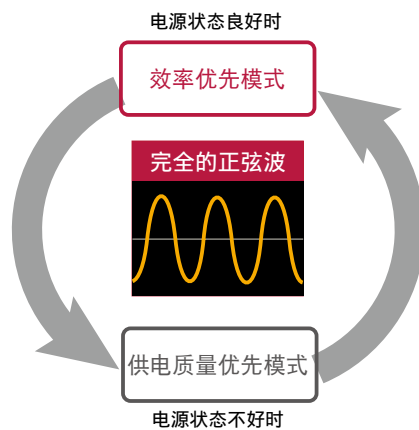 电源状态良好时
效率优先模式
完全的正弦波
供电质量优先模式
电源状态不好时